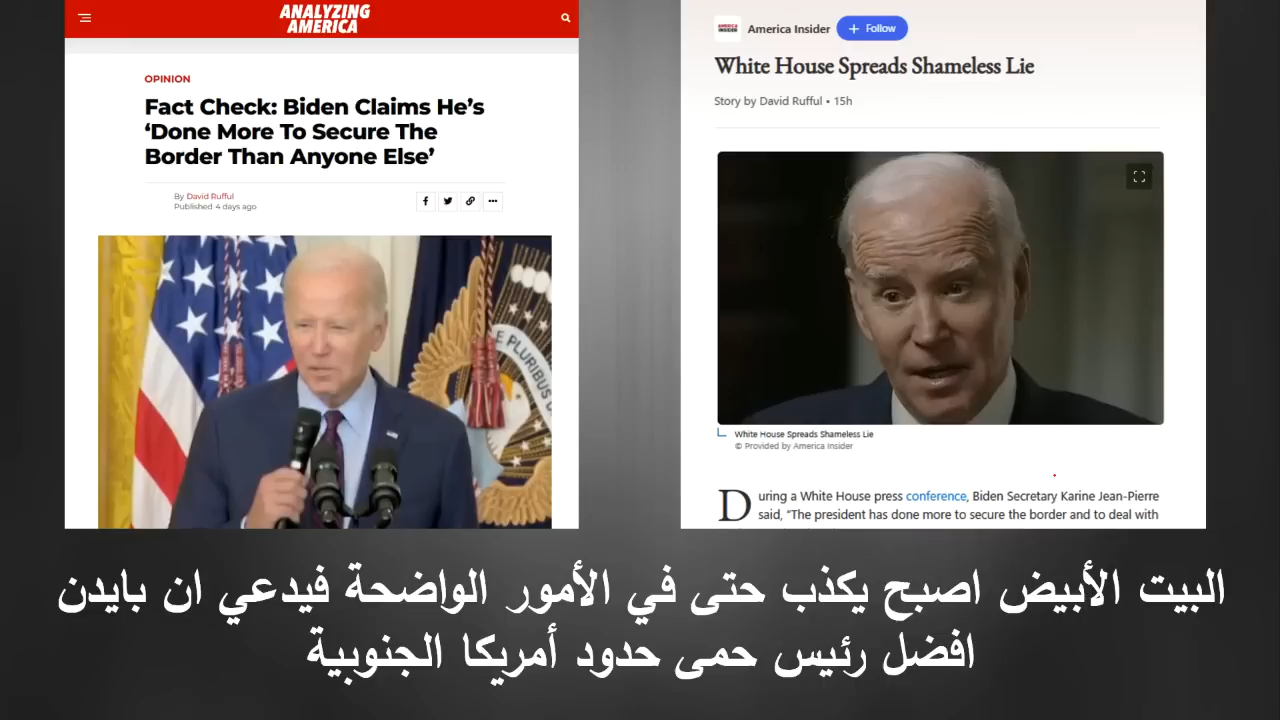 ANALYZING
AMERICA
OPINION
Fact Check: Biden Claims He's
'Done More To Secure The
Border Than Anyone Else'
By David Rufful
Published 4 days ago
E PLURIBUS
America Insider
+ Follow
White House Spreads Shameless Lie
Story by David Rufful • 15h
White House Spreads Shameless Lie
© Provided by America Insider
During a White House press conference, Biden Secretary Karine Jean-Pierre
said, "The president has done more to secure the border and to deal with
البيت الأبيض اصبح يكذب حتى في الأمور الواضحة فيدعي ان بايدن
افضل رئيس حمى حدود أمريكا الجنوبية